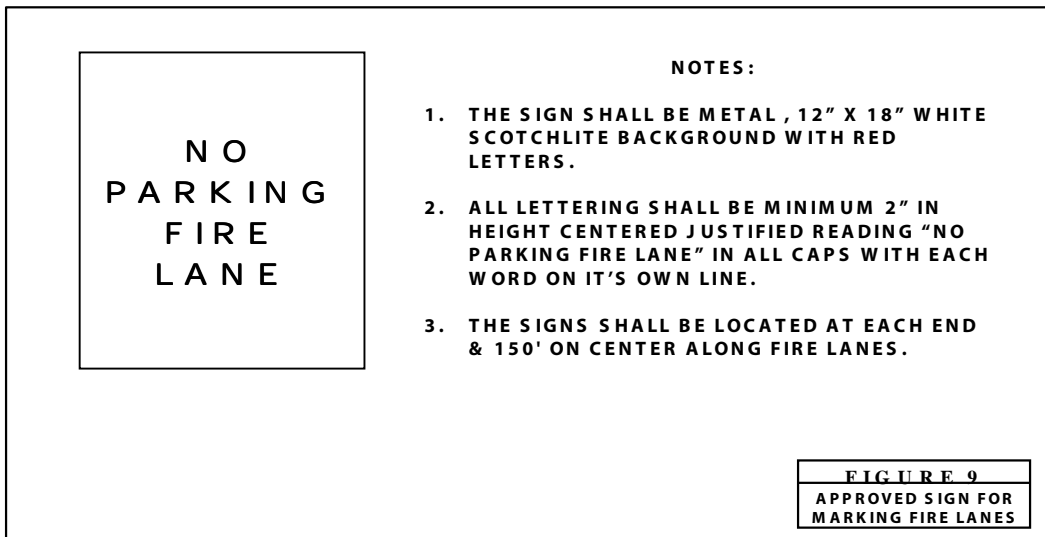 NO
PARKING
FIRE
LANE
NOTES:
1. THE SIGN SHALL BE METAL , 12” X 18” WHITE
SCOTCHLITE BACKGROUND WITH RED
LETTERS.
2. ALL LETTERING SHALL BE MINIMUM 2” IN
HEIGHT CENTERED JUSTIFIED READING “NO
PARKING FIRE LANE” IN ALL CAPS WITH EACH
WORD ON IT’S OWN LINE.
3. THE SIGNS SHALL BE LOCATED AT EACH END
& 150' ON CENTER ALONG FIRE LANES.
FIGURE 9
APPROVED SIGN FOR
MARKING FIRE LANES